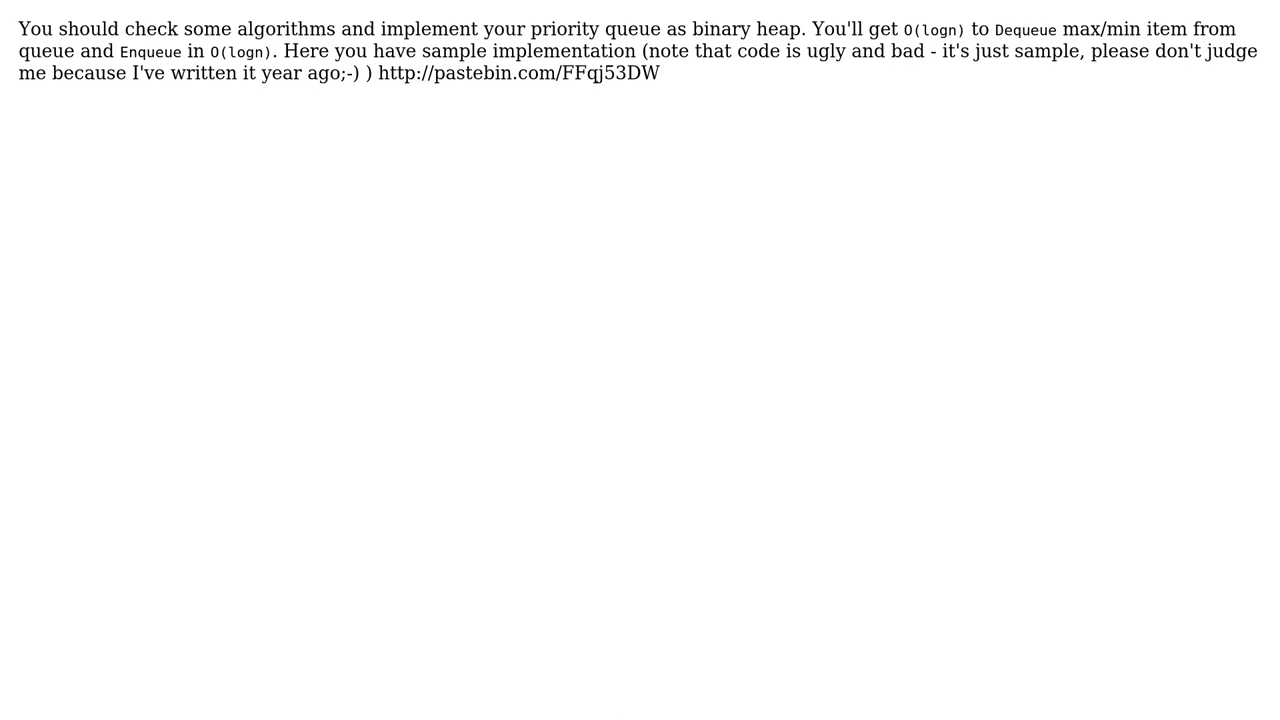 You should check some algorithms and implement your priority queue as binary heap. You'll get O(logn) to Dequeue max/min item from
queue and Enqueue in O(logn). Here you have sample implementation (note that code is ugly and bad - it's just sample, please don't judge
me because I've written it year ago;-) ) http://pastebin.com/FFqj53DW